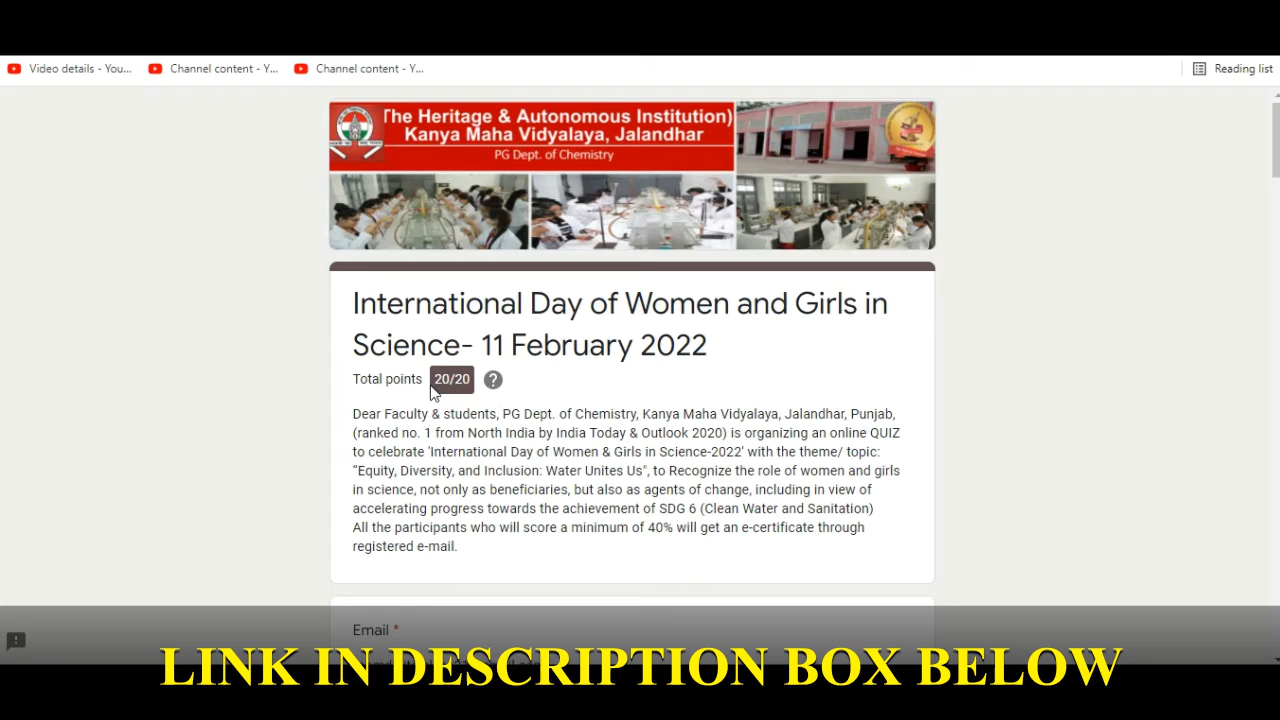 Video details - You...
Channel content - Y...
Channel content - Y...
Reading list
(The Heritage & Autonomous Institution)
Kanya Maha Vidyalaya, Jalandhar
PG Dept. of Chemistry
International Day of Women and Girls in
Science- 11 February 2022
Total points 20/20 ?
Dear Faculty & students, PG Dept. of Chemistry, Kanya Maha Vidyalaya, Jalandhar, Punjab,
(ranked no. 1 from North India by India Today & Outlook 2020) is organizing an online QUIZ
to celebrate 'International Day of Women & Girls in Science-2022' with the theme/ topic:
“Equity, Diversity, and Inclusion: Water Unites Us", to Recognize the role of women and girls
in science, not only as beneficiaries, but also as agents of change, including in view of
accelerating progress towards the achievement of SDG 6 (Clean Water and Sanitation)
All the participants who will score a minimum of 40% will get an e-certificate through
registered e-mail.
Email *
LINK IN DESCRIPTION BOX BELOW